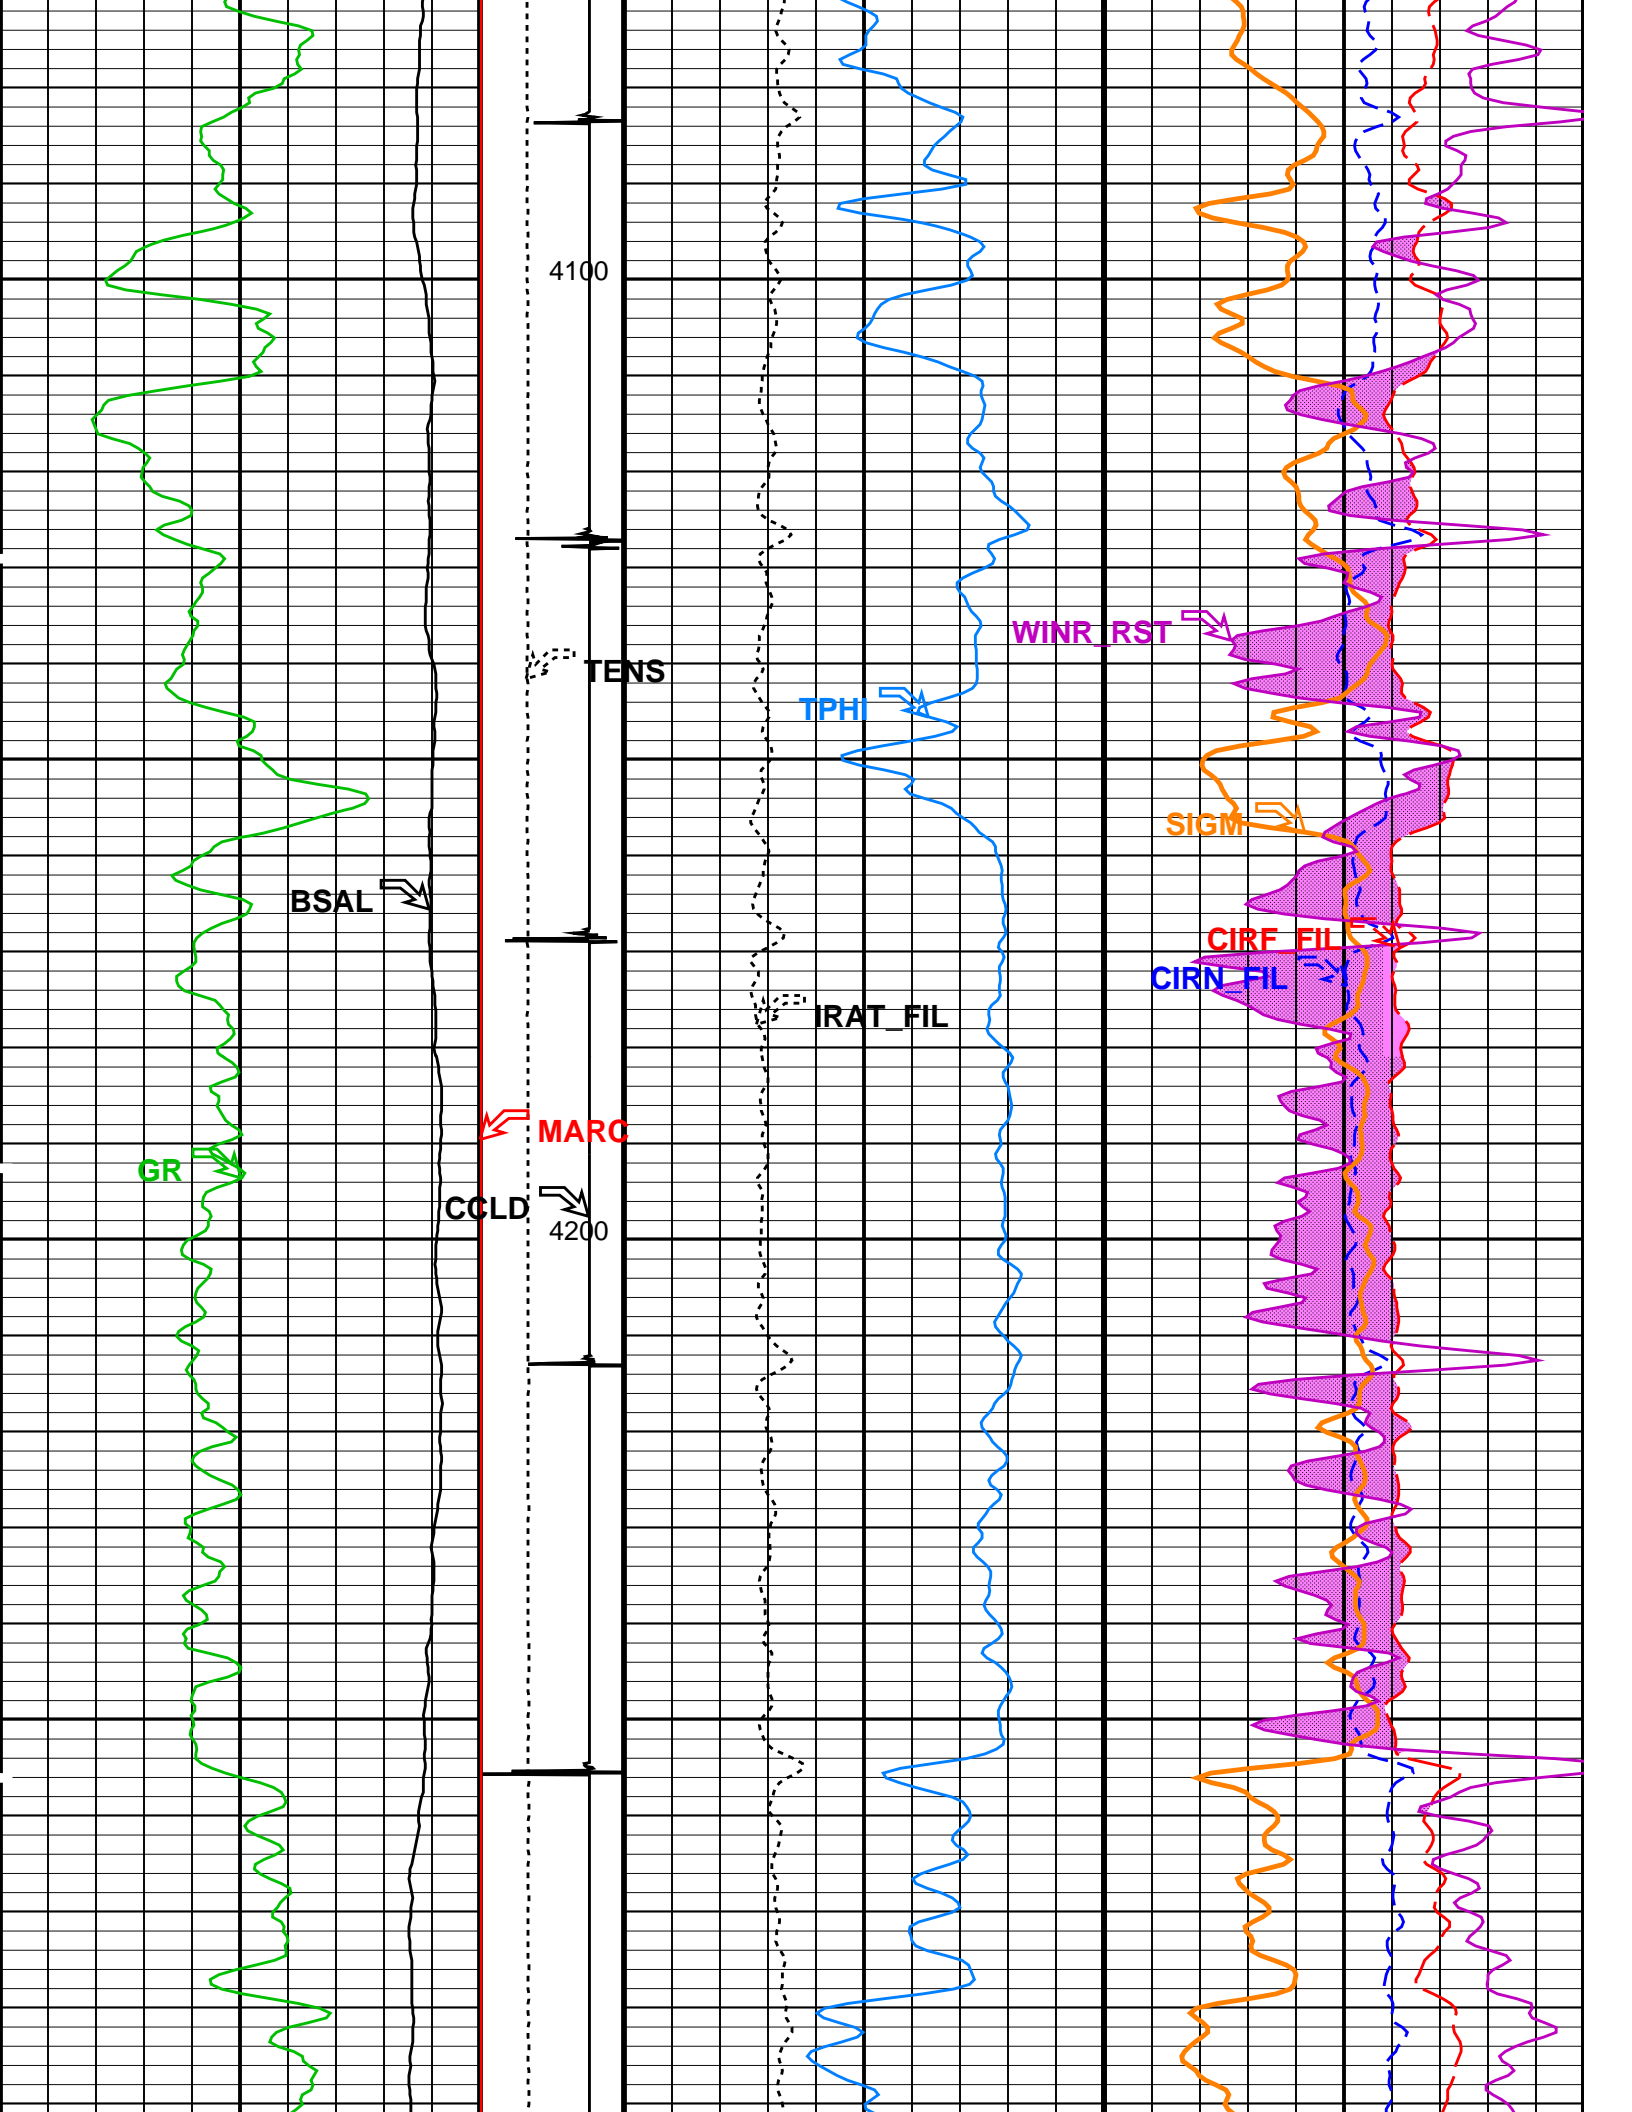 4100
WINR_RST
TENS
TPHI
SIGM
BSAL
CIRF_FIL
CIRN_FIL
IRAT_FIL
MARC
GR
CCLD
4200